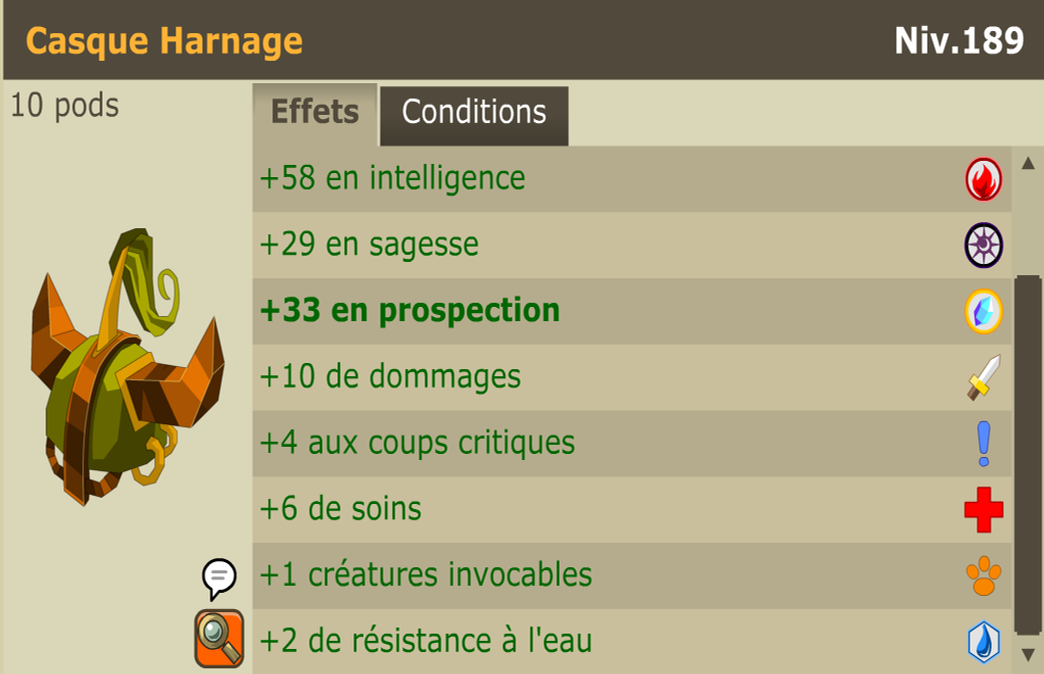 Casque Harnage
Niv.189
10 pods
Effets
Conditions
+58 en intelligence
+29 en sagesse
+33 en prospection
+10 de dommages
+4 aux coups critiques
+6 de soins
+1 créatures invocables
+2 de résistance à l'eau